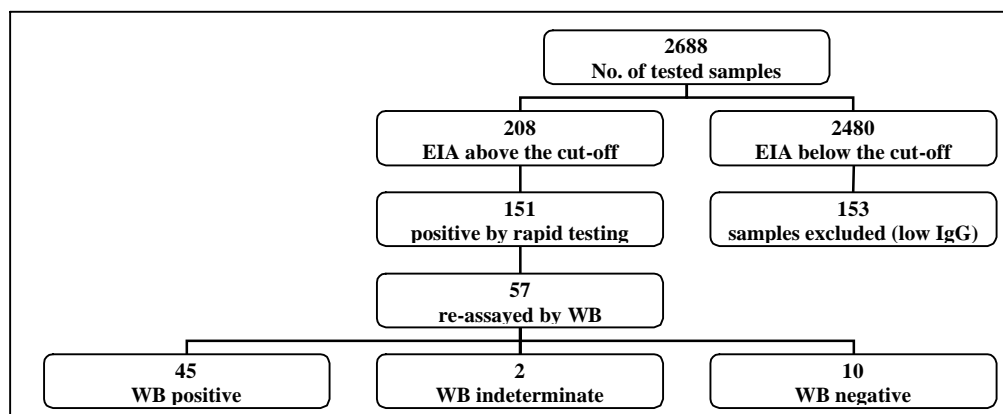 2688
No. of tested samples
208
EIA above the cut-off
2480
EIA below the cut-off
151
positive by rapid testing
153
samples excluded (low IgG)
57
re-assayed by WB
45
WB positive
2
WB indeterminate
10
WB negative